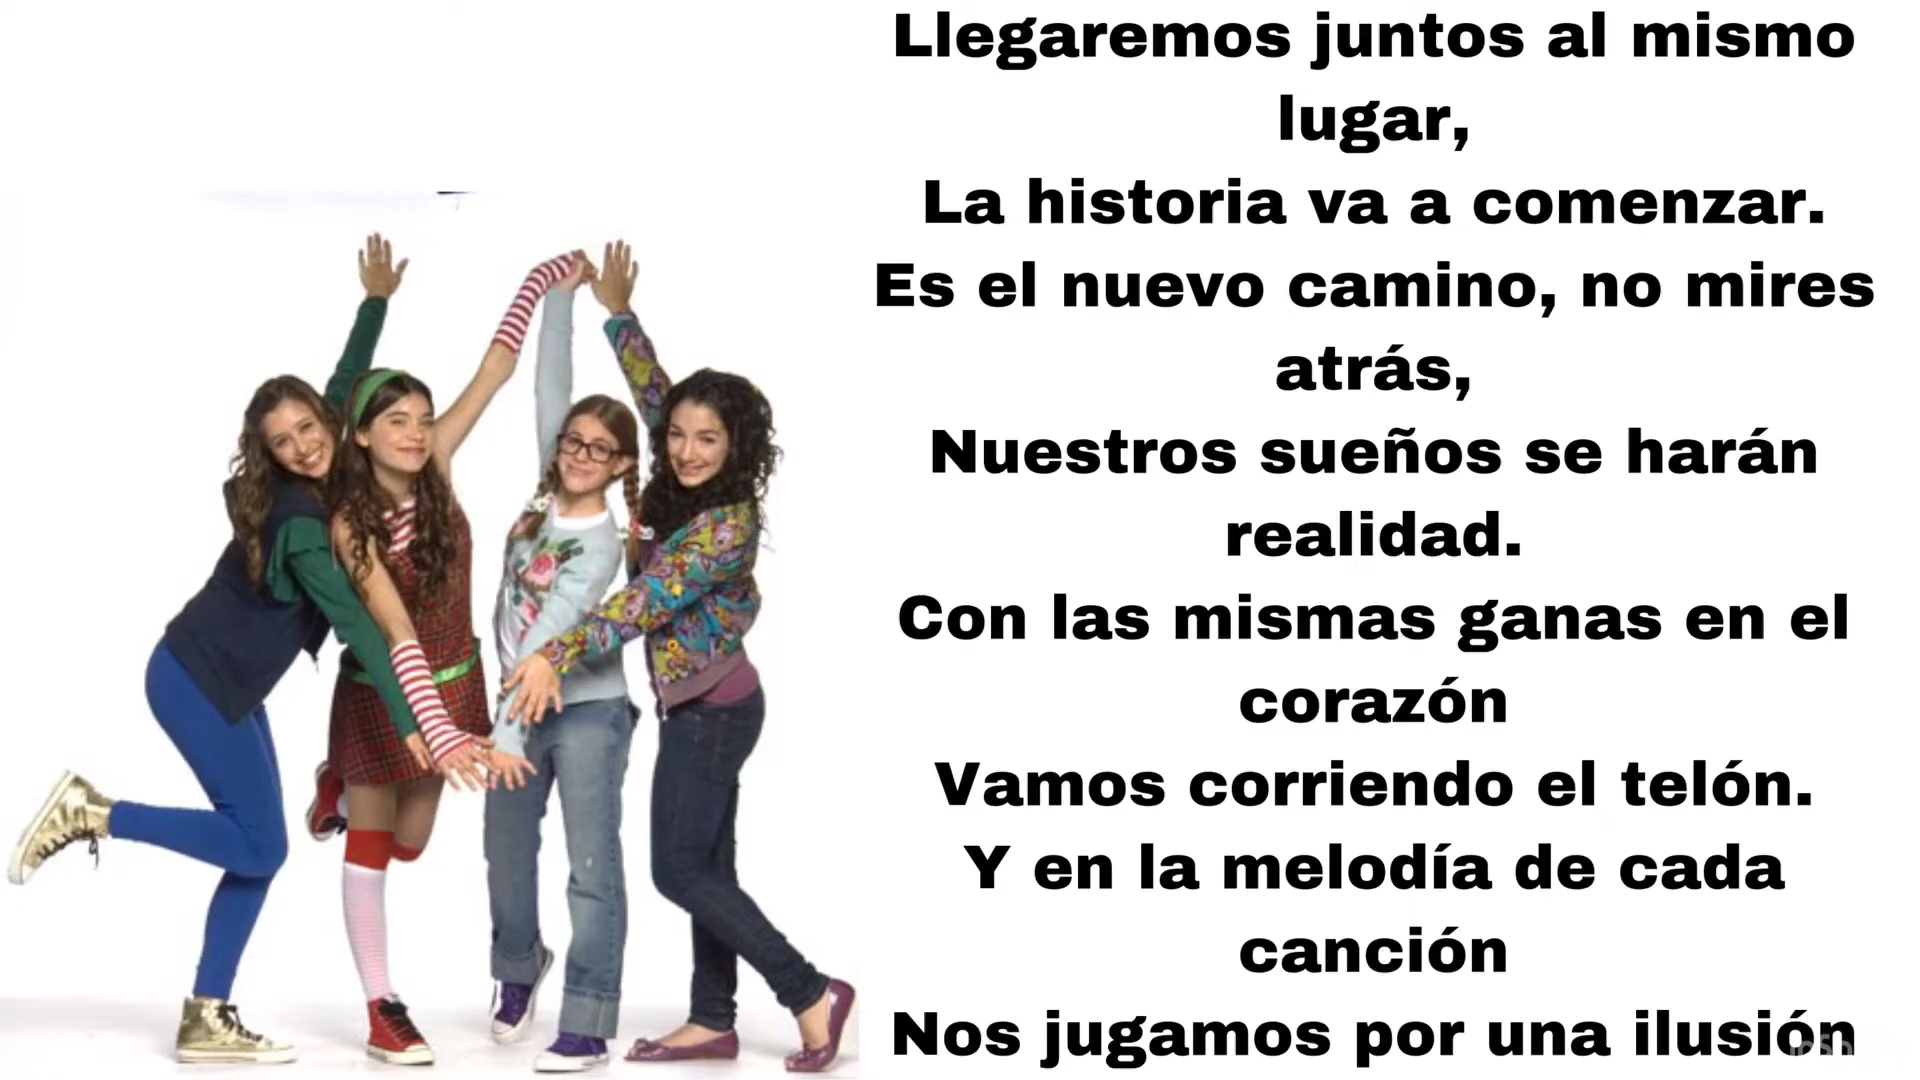 Llegaremos juntos al mismo
lugar,
La historia va a comenzar.
Es el nuevo camino, no mires
atrás,
Nuestros sueños se harán
realidad.
Con las mismas ganas en el
corazón
Vamos corriendo el telón.
Y en la melodía de cada
canción
Nos jugamos por una ilusión